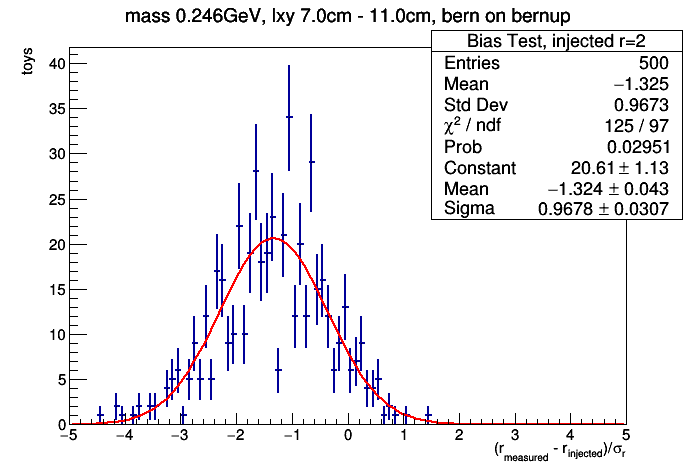 mass 0.246GeV, lxy 7.0cm - 11.0cm, bern on bernup
toys
Bias Test, injected r=2
Entries 500
Mean −1.325
Std Dev 0.9673
χ² / ndf 125 / 97
Prob 0.02951
Constant 20.61 ± 1.13
Mean −1.324 ± 0.043
Sigma 0.9678 ± 0.0307
40
35
30
25
20
15
10
5
0
−5 −4 −3 −2 −1 0 1 2 3 4 5
(r_measured - r_injected)/σ_r